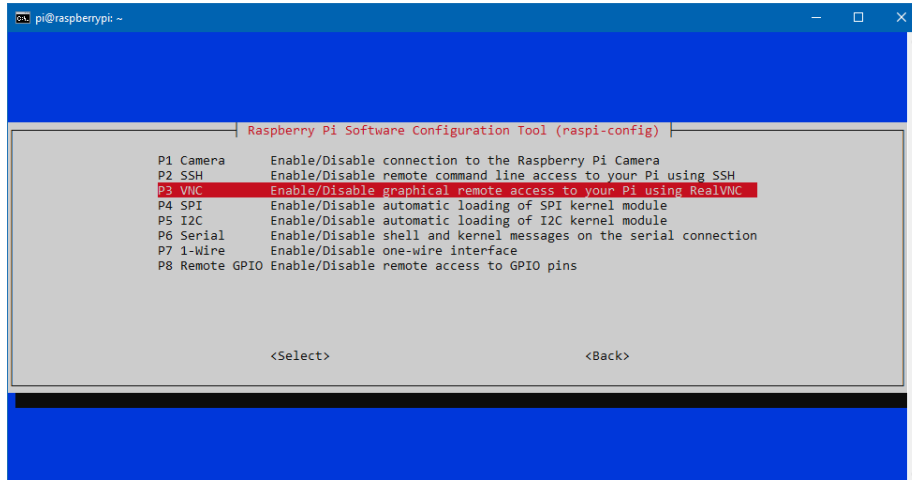 pi@raspberrypi: ~
Raspberry Pi Software Configuration Tool (raspi-config)
P1 Camera Enable/Disable connection to the Raspberry Pi Camera
P2 SSH Enable/Disable remote command line access to your Pi using SSH
P3 VNC Enable/Disable graphical remote access to your Pi using RealVNC
P4 SPI Enable/Disable automatic loading of SPI kernel module
P5 I2C Enable/Disable automatic loading of I2C kernel module
P6 Serial Enable/Disable shell and kernel messages on the serial connection
P7 1-Wire Enable/Disable one-wire interface
P8 Remote GPIO Enable/Disable remote access to GPIO pins
<Select> <Back>